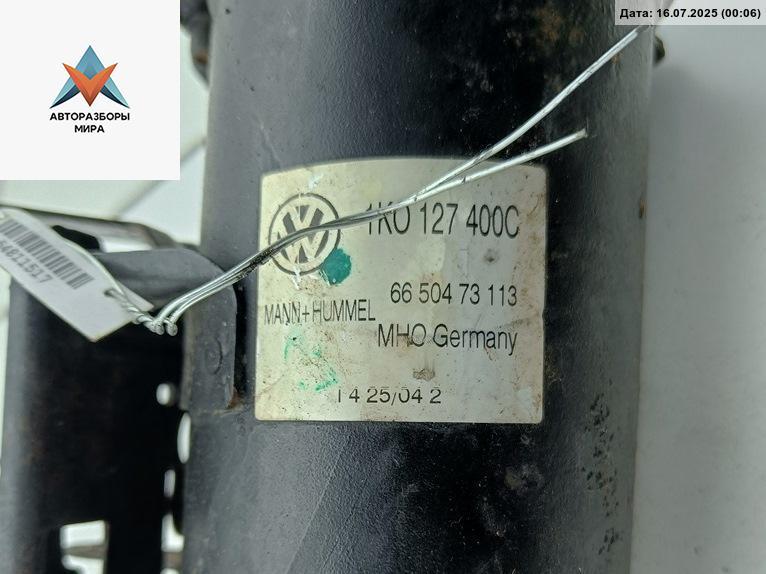 Дата: 16.07.2025 (00:06)
АВТОРАЗБОРЫ
МИРА
1K0 127 400C
66 504 73 113
MANN+HUMMEL
MHO Germany
1 4 25/04 2